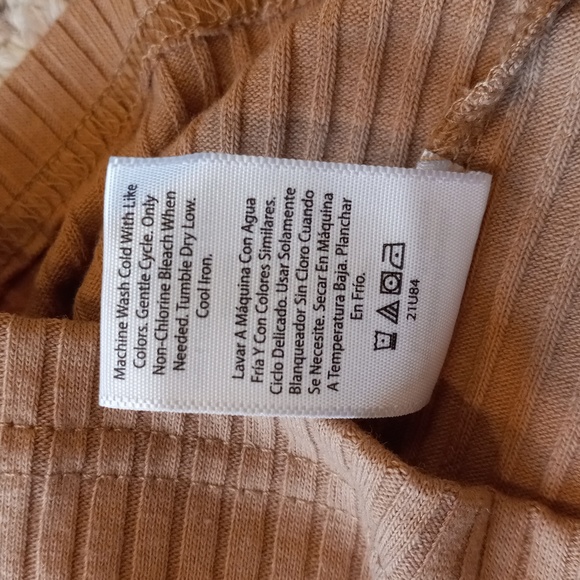 Machine Wash Cold With Like
Colors. Gentle Cycle. Only
Non-Chlorine Bleach When
Needed. Tumble Dry Low.
Cool Iron.
Lavar A Máquina Con Agua
Fría Y Con Colores Similares.
Ciclo Delicado. Usar Solamente
Blanqueador Sin Cloro Cuando
Se Necesite. Secar En Máquina
A Temperatura Baja. Planchar
En Frío.
21U84